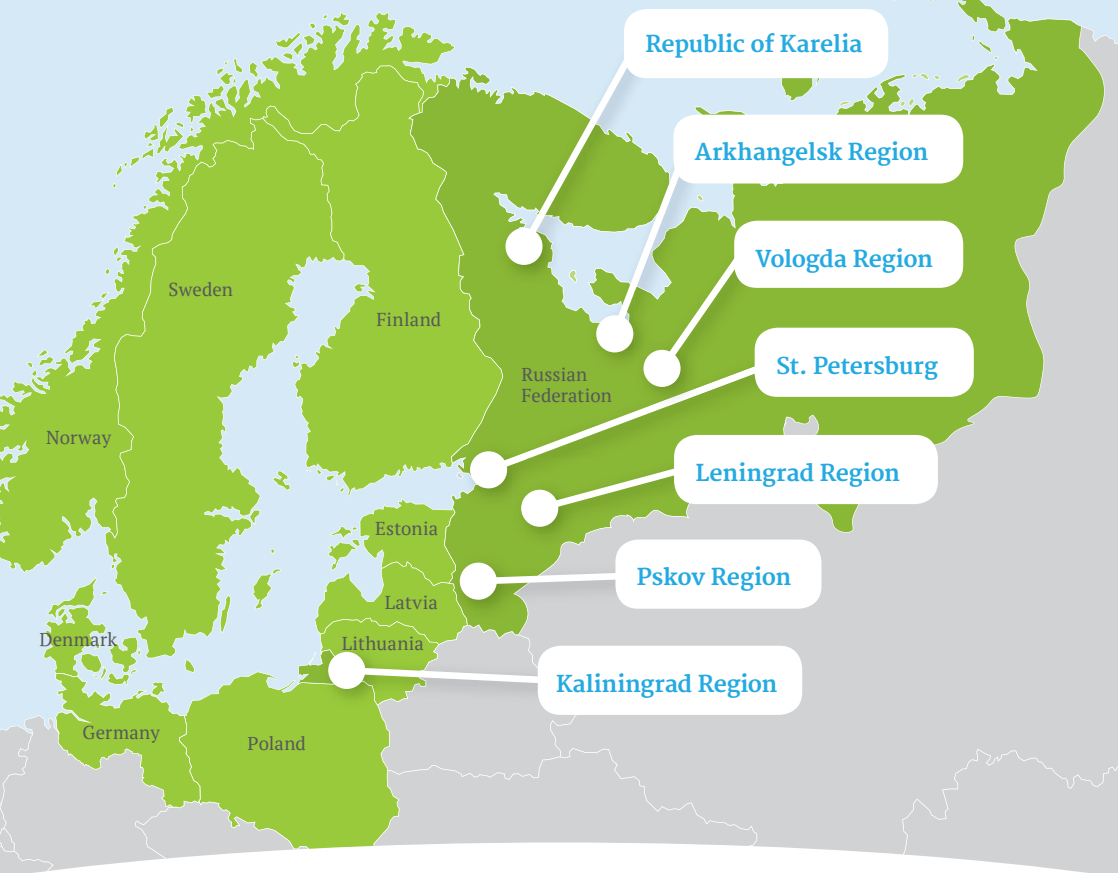 Republic of Karelia
Arkhangelsk Region
Vologda Region
Sweden
Finland
St. Petersburg
Russian
Federation
Norway
Leningrad Region
Estonia
Pskov Region
Latvia
Denmark
Lithuania
Kaliningrad Region
Germany
Poland